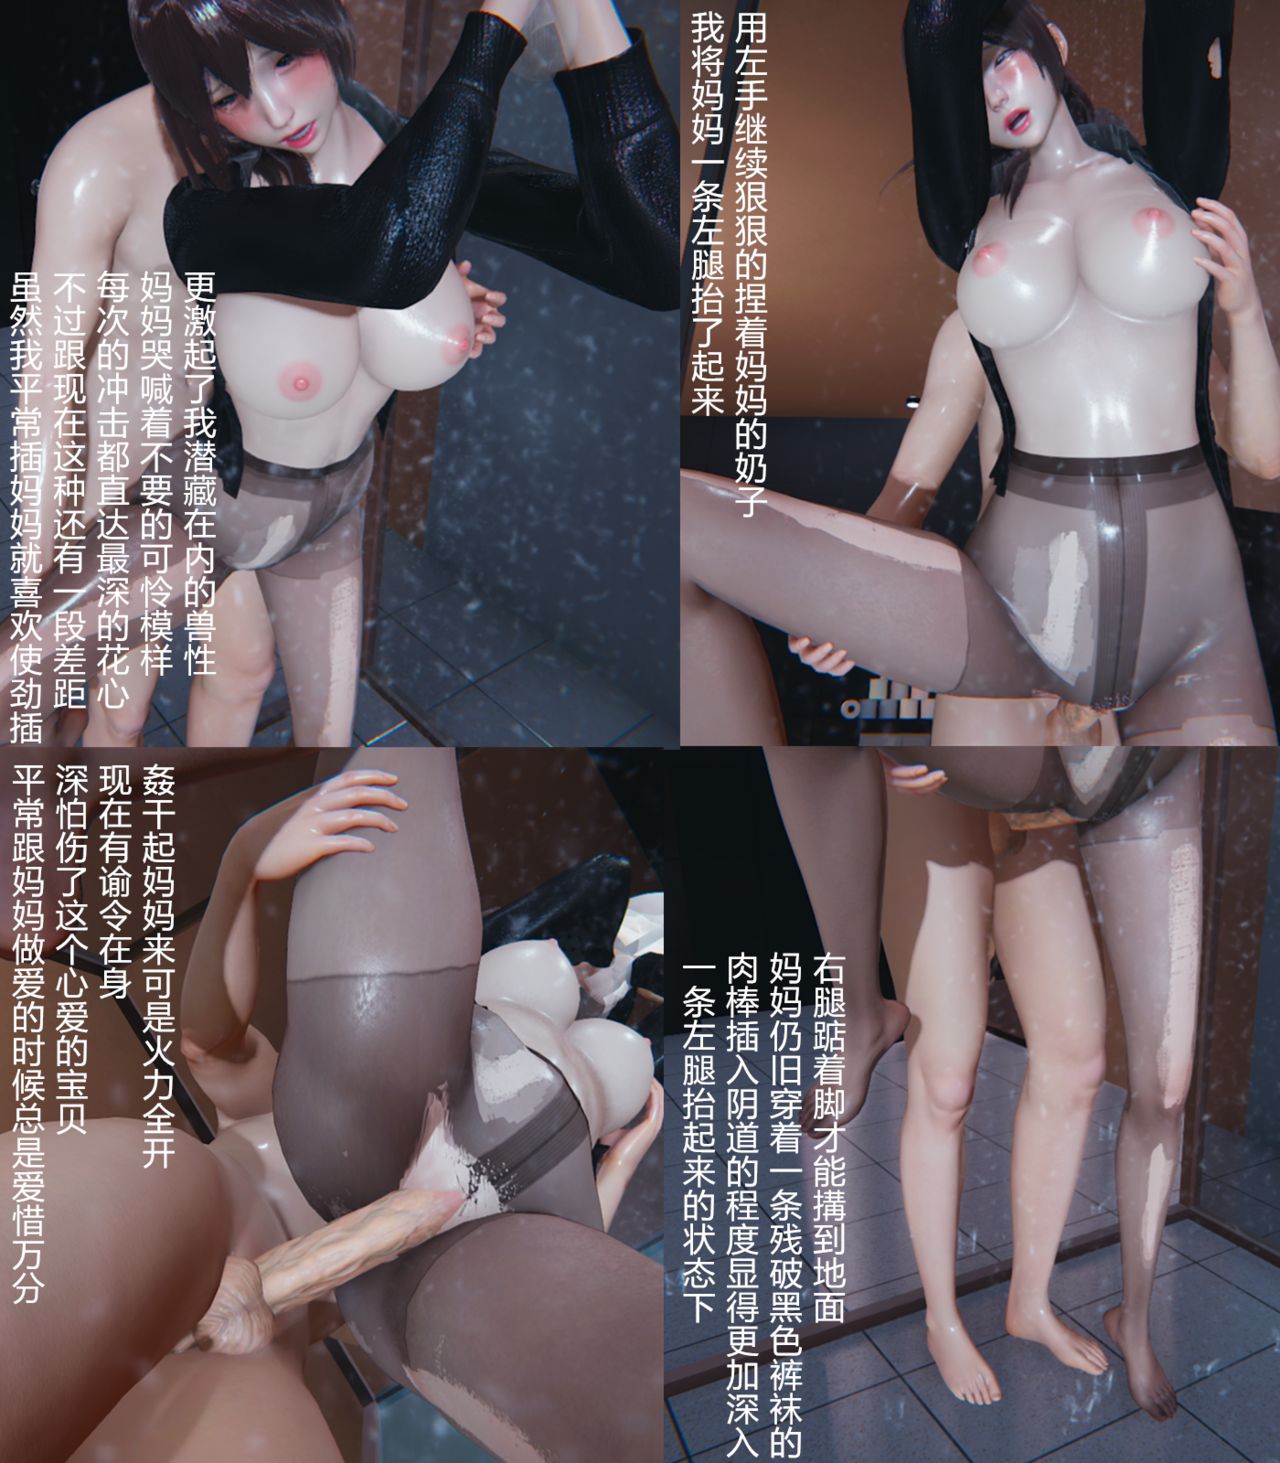 虽然我平常插妈妈就喜欢使劲插
不过跟现在这种还有一段差距
每次的冲击都直达最深的花心
妈妈哭喊着不要的可怜模样
更激起了我潜藏在内的兽性
我将妈妈一条左腿抬了起来
用左手继续狠狠的捏着妈妈的奶子
平常跟妈妈做爱的时候总是爱惜万分
深怕伤了这个心爱的宝贝
现在有谕令在身
姦干起妈妈来可是火力全开
一条左腿抬起来的状态下
肉棒插入阴道的程度显得更加深入
妈妈仍旧穿着一条残破黑色裤袜的
右腿踮着脚才能搆到地面